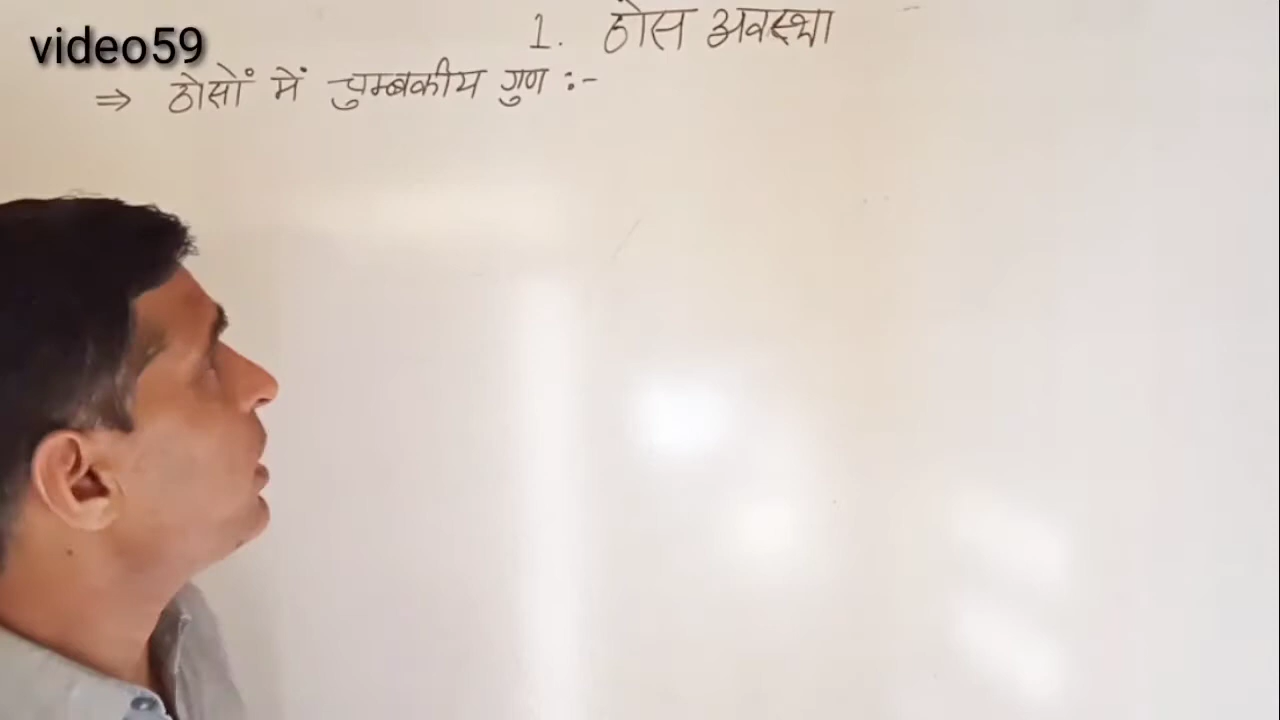 video59
1. ठोस अवस्था
⇒ ठोसों में चुम्बकीय गुण :-